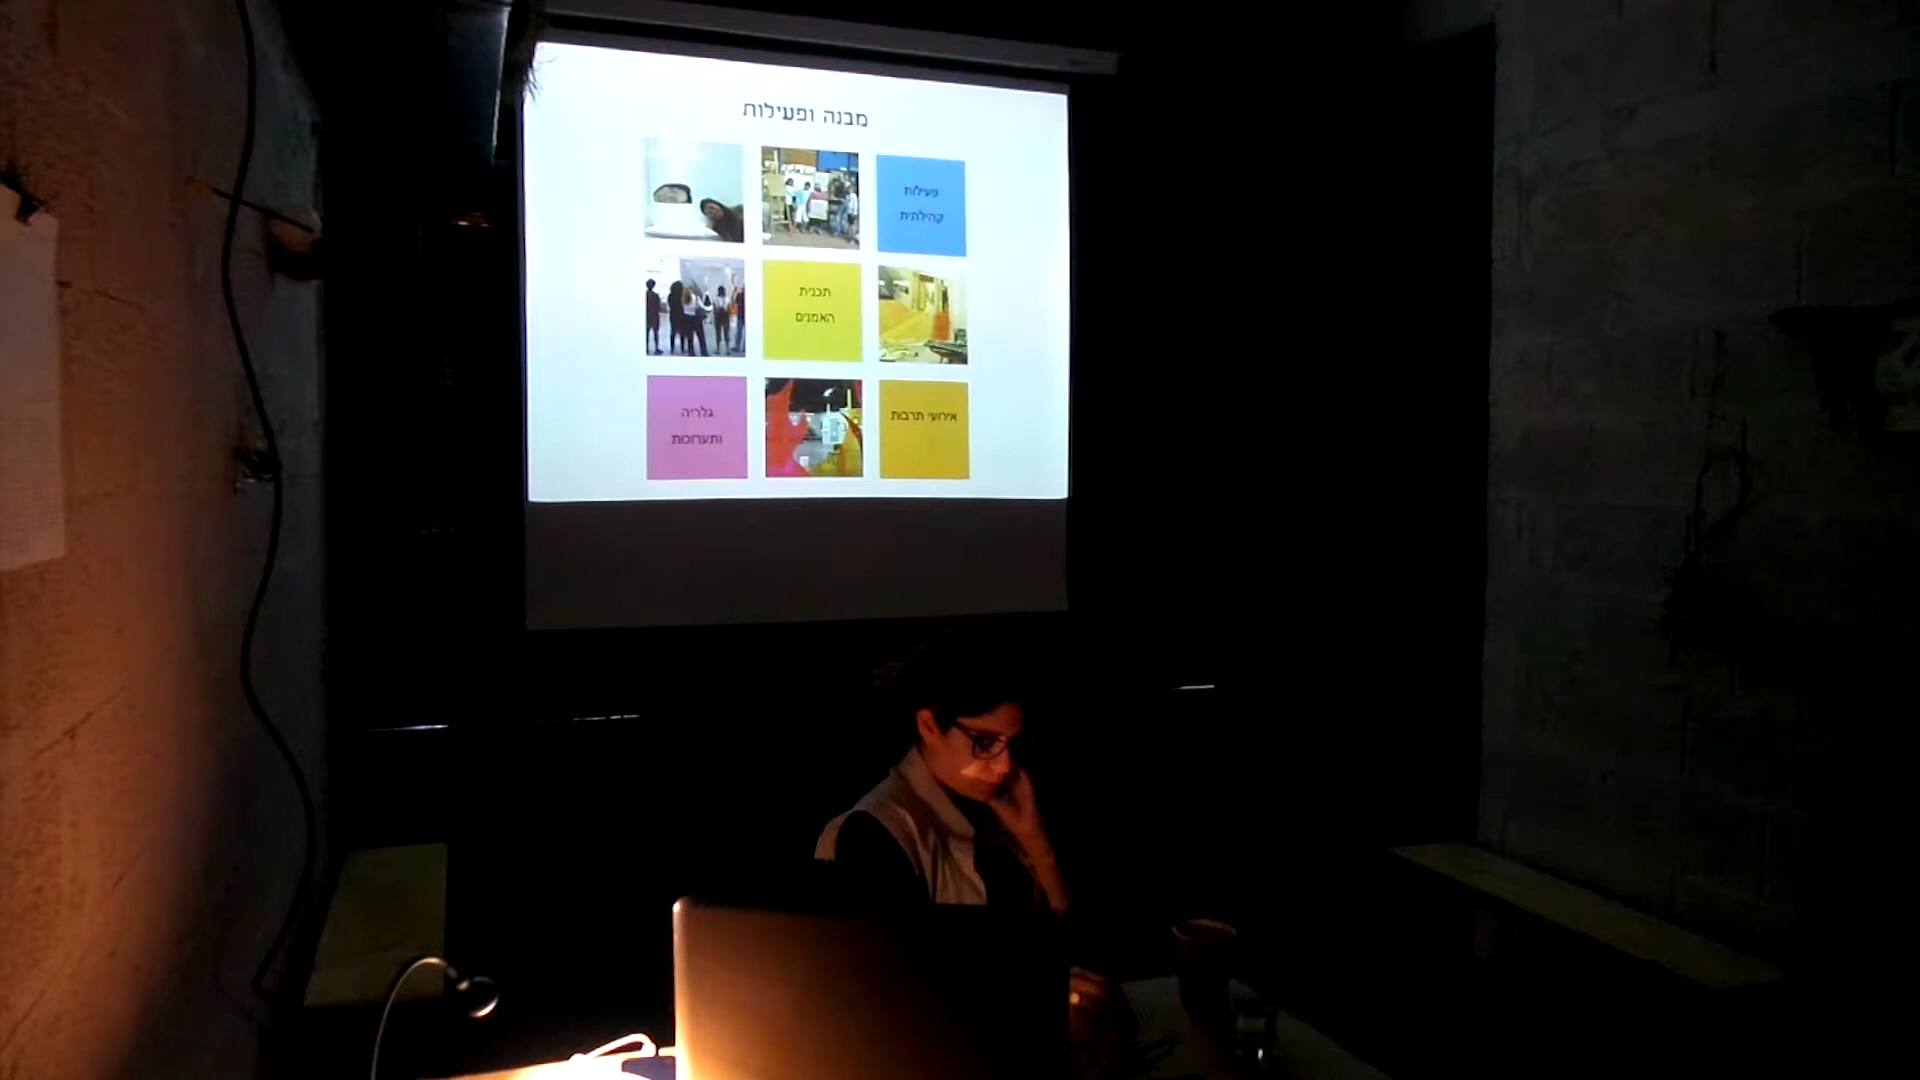 מבנה ופעילות
פעילות
קהילתית
תכנית
האמנים
גלריה
ותערוכות
אירועי תרבות